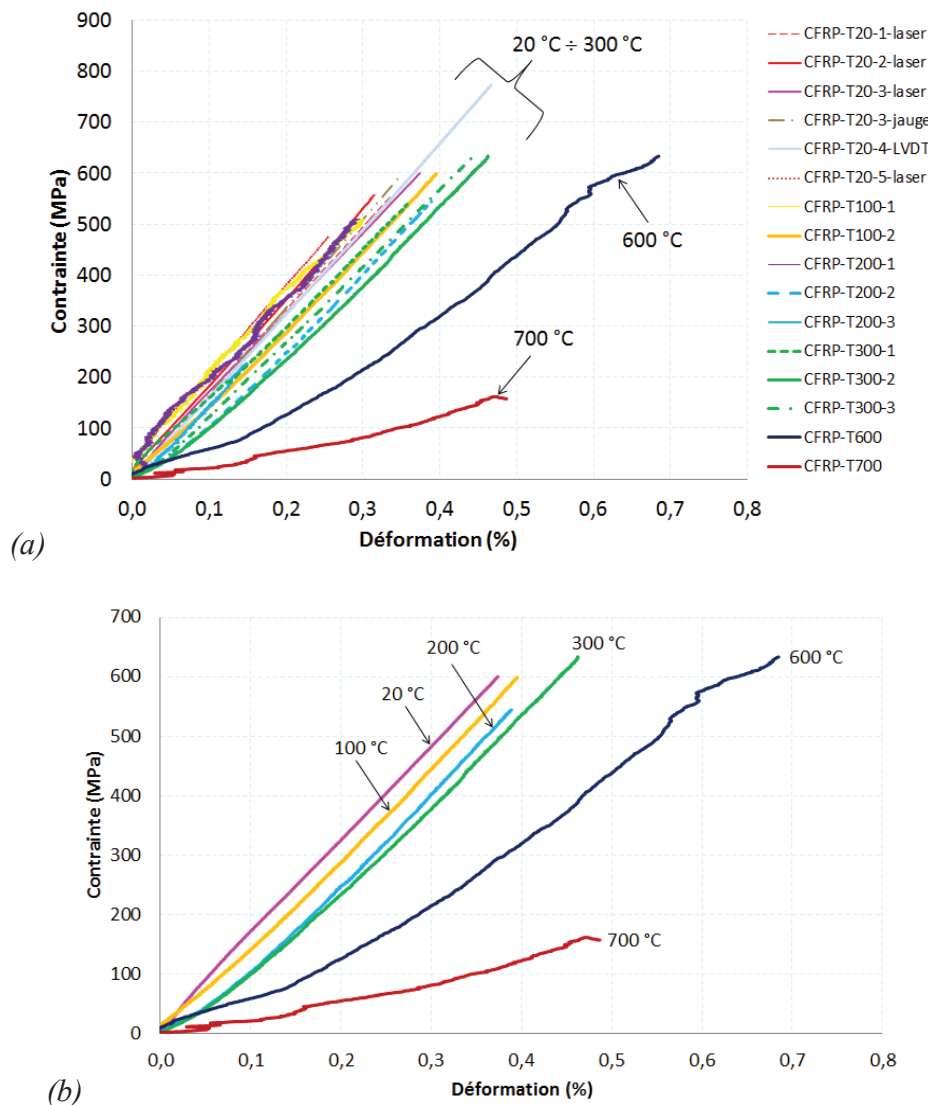 900
800
700
600
500
400
300
200
100
0
Contrainte (MPa)
20 °C ÷ 300 °C
600 °C
700 °C
0,0 0,1 0,2 0,3 0,4 0,5 0,6 0,7 0,8
Déformation (%)
CFRP-T20-1-laser
CFRP-T20-2-laser
CFRP-T20-3-laser
CFRP-T20-3-jauge
CFRP-T20-4-LVDT
CFRP-T20-5-laser
CFRP-T100-1
CFRP-T100-2
CFRP-T200-1
CFRP-T200-2
CFRP-T200-3
CFRP-T300-1
CFRP-T300-2
CFRP-T300-3
CFRP-T600
CFRP-T700
(a)
700
600
500
400
300
200
100
0
Contrainte (MPa)
200 °C
300 °C
600 °C
20 °C
100 °C
700 °C
0,0 0,1 0,2 0,3 0,4 0,5 0,6 0,7 0,8
Déformation (%)
(b)